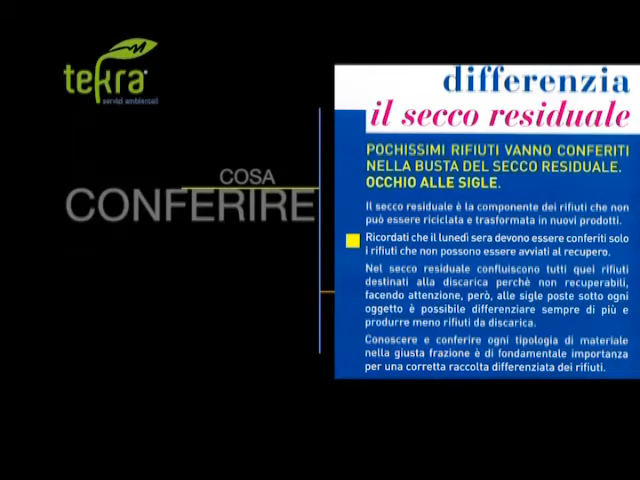 tekra
servizi ambientali
COSA
CONFERIRE
differenzia
il secco residuale
POCHISSIMI RIFIUTI VANNO CONFERITI
NELLA BUSTA DEL SECCO RESIDUALE.
OCCHIO ALLE SIGLE.
Il secco residuale è la componente dei rifiuti che non
può essere riciclata e trasformata in nuovi prodotti.
Ricordati che il lunedì sera devono essere conferiti solo
i rifiuti che non possono essere avviati al recupero.
Nel secco residuale confluiscono tutti quei rifiuti
destinati alla discarica perchè non recuperabili,
facendo attenzione, però, alle sigle poste sotto ogni
oggetto è possibile differenziare sempre di più e
produrre meno rifiuti da discarica.
Conoscere e conferire ogni tipologia di materiale
nella giusta frazione è di fondamentale importanza
per una corretta raccolta differenziata dei rifiuti.